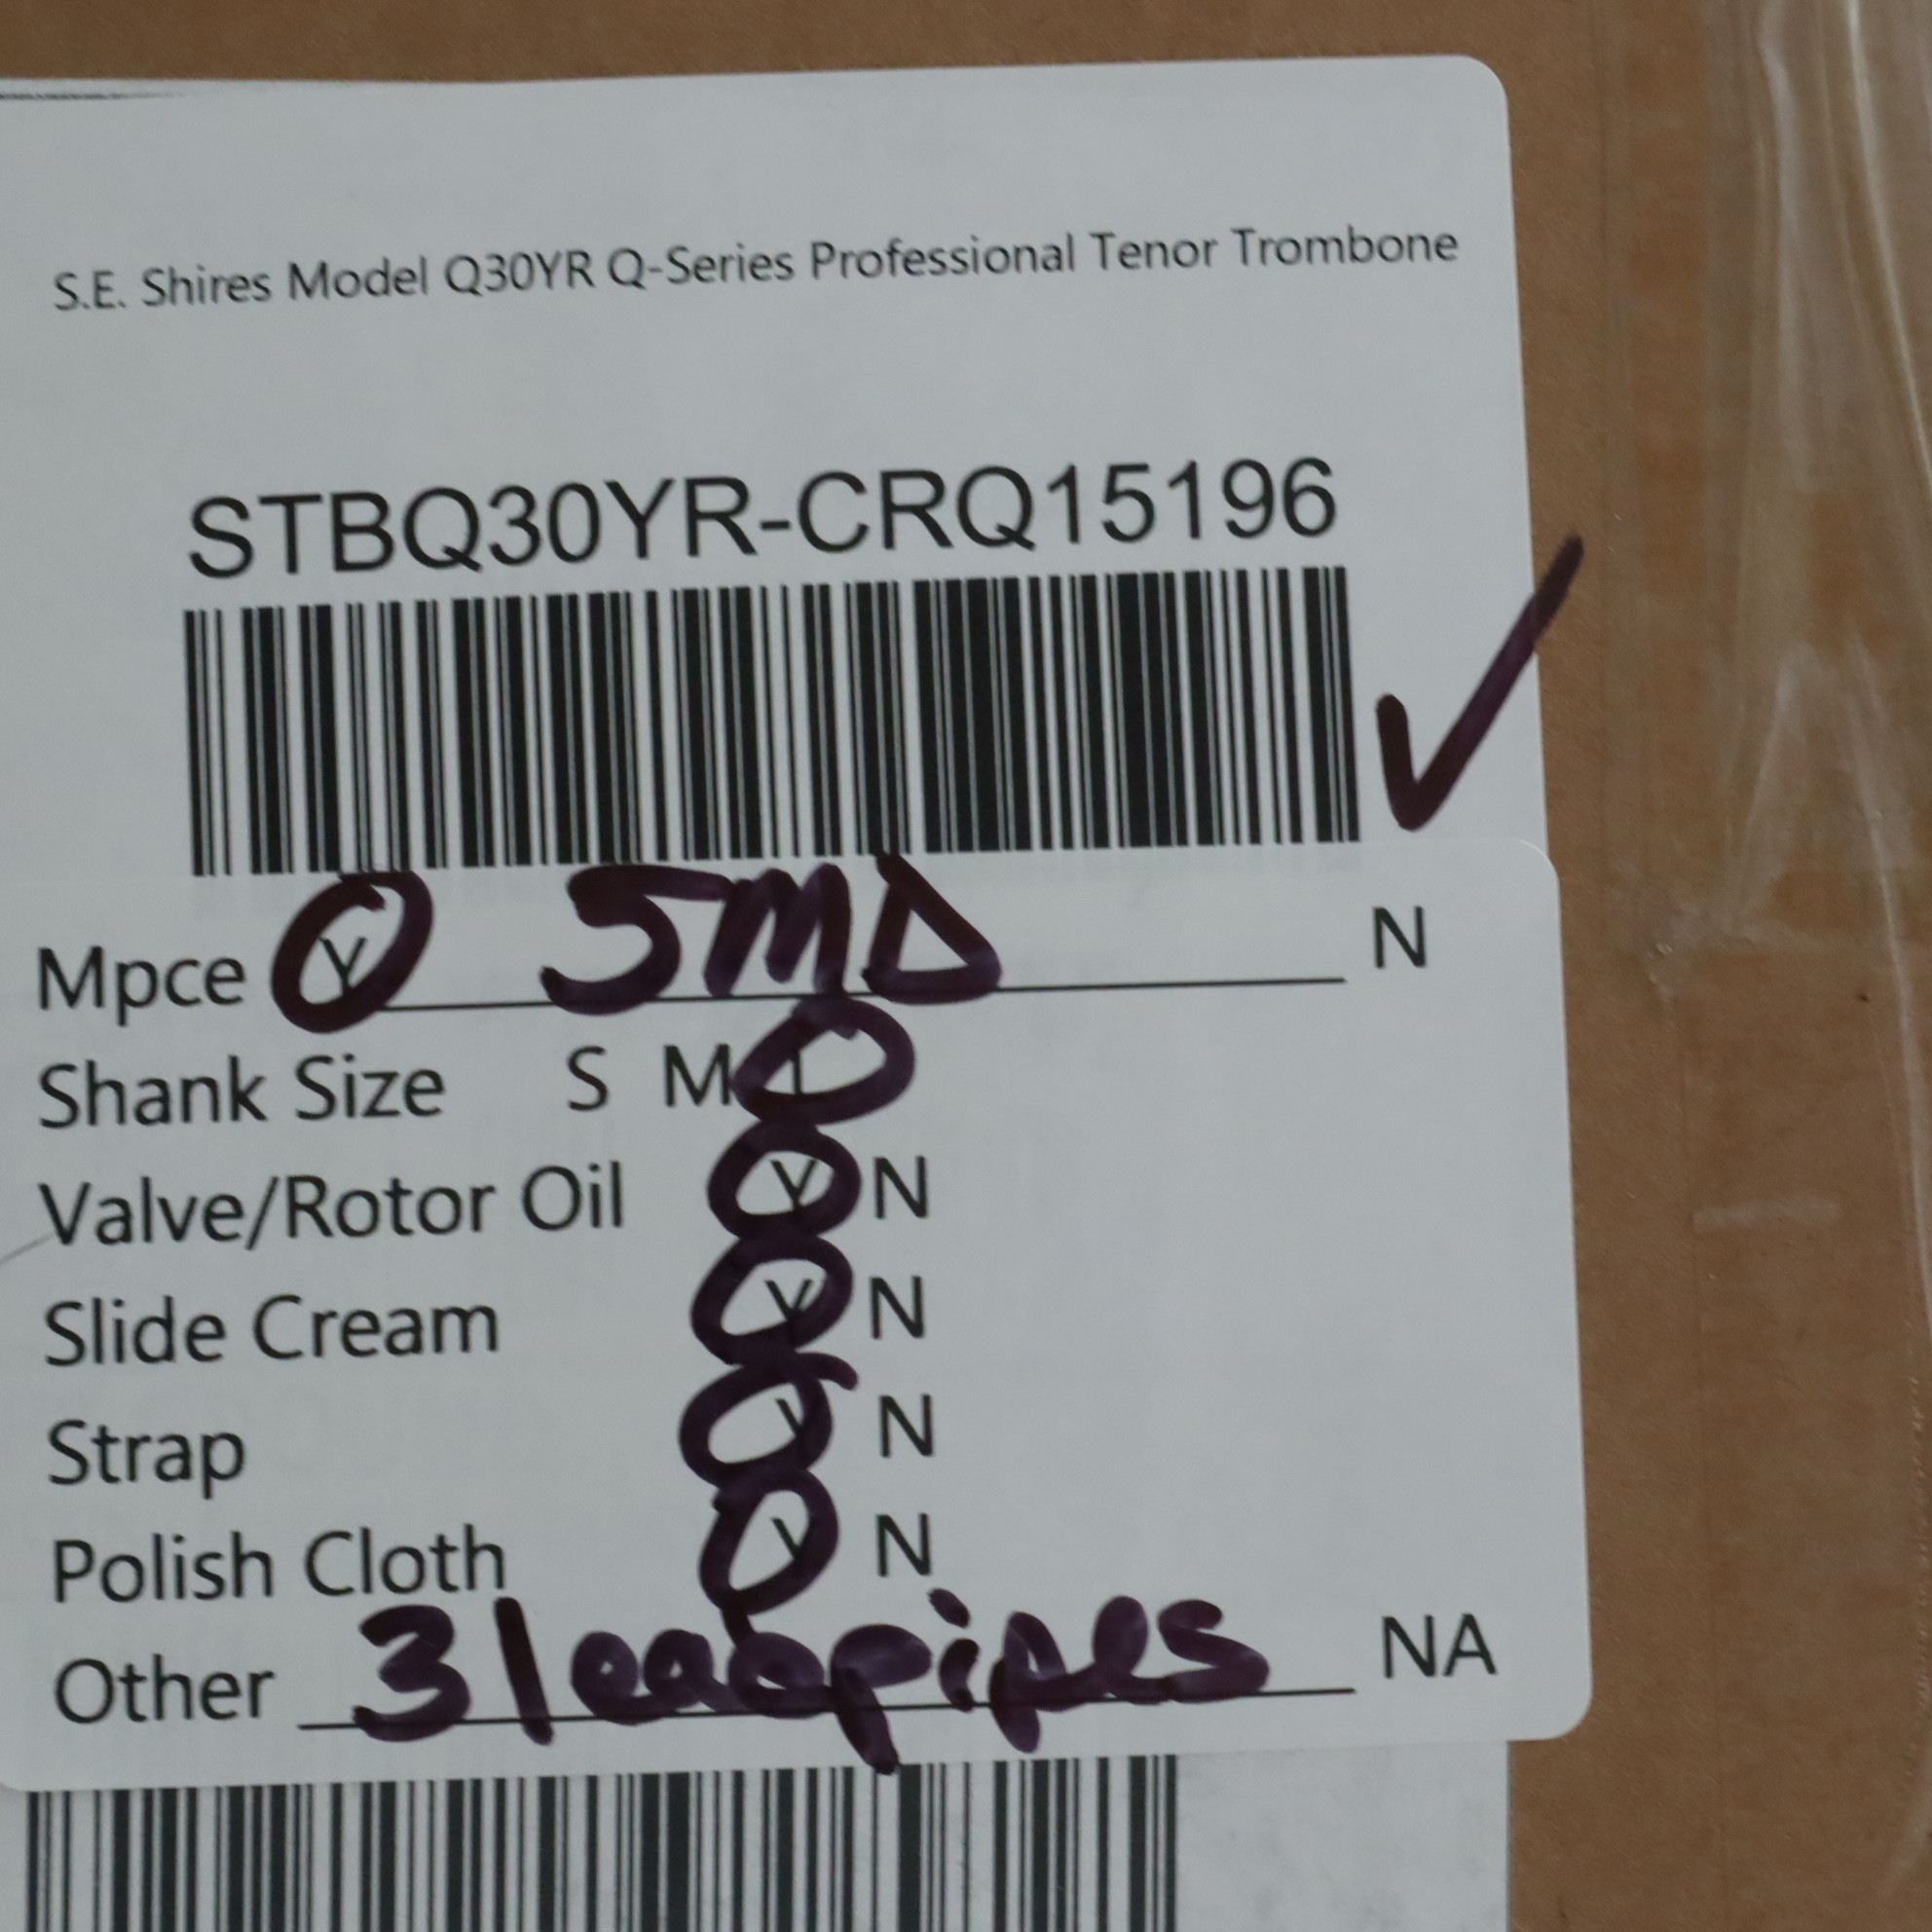 S.E. Shires Model Q30YR Q-Series Professional Tenor Trombone
STBQ30YR-CRQ15196
Mpce Y 5MD N
Shank Size S M L
Valve/Rotor Oil Y N
Slide Cream Y N
Strap Y N
Polish Cloth Y N
Other 3 leadpipes NA